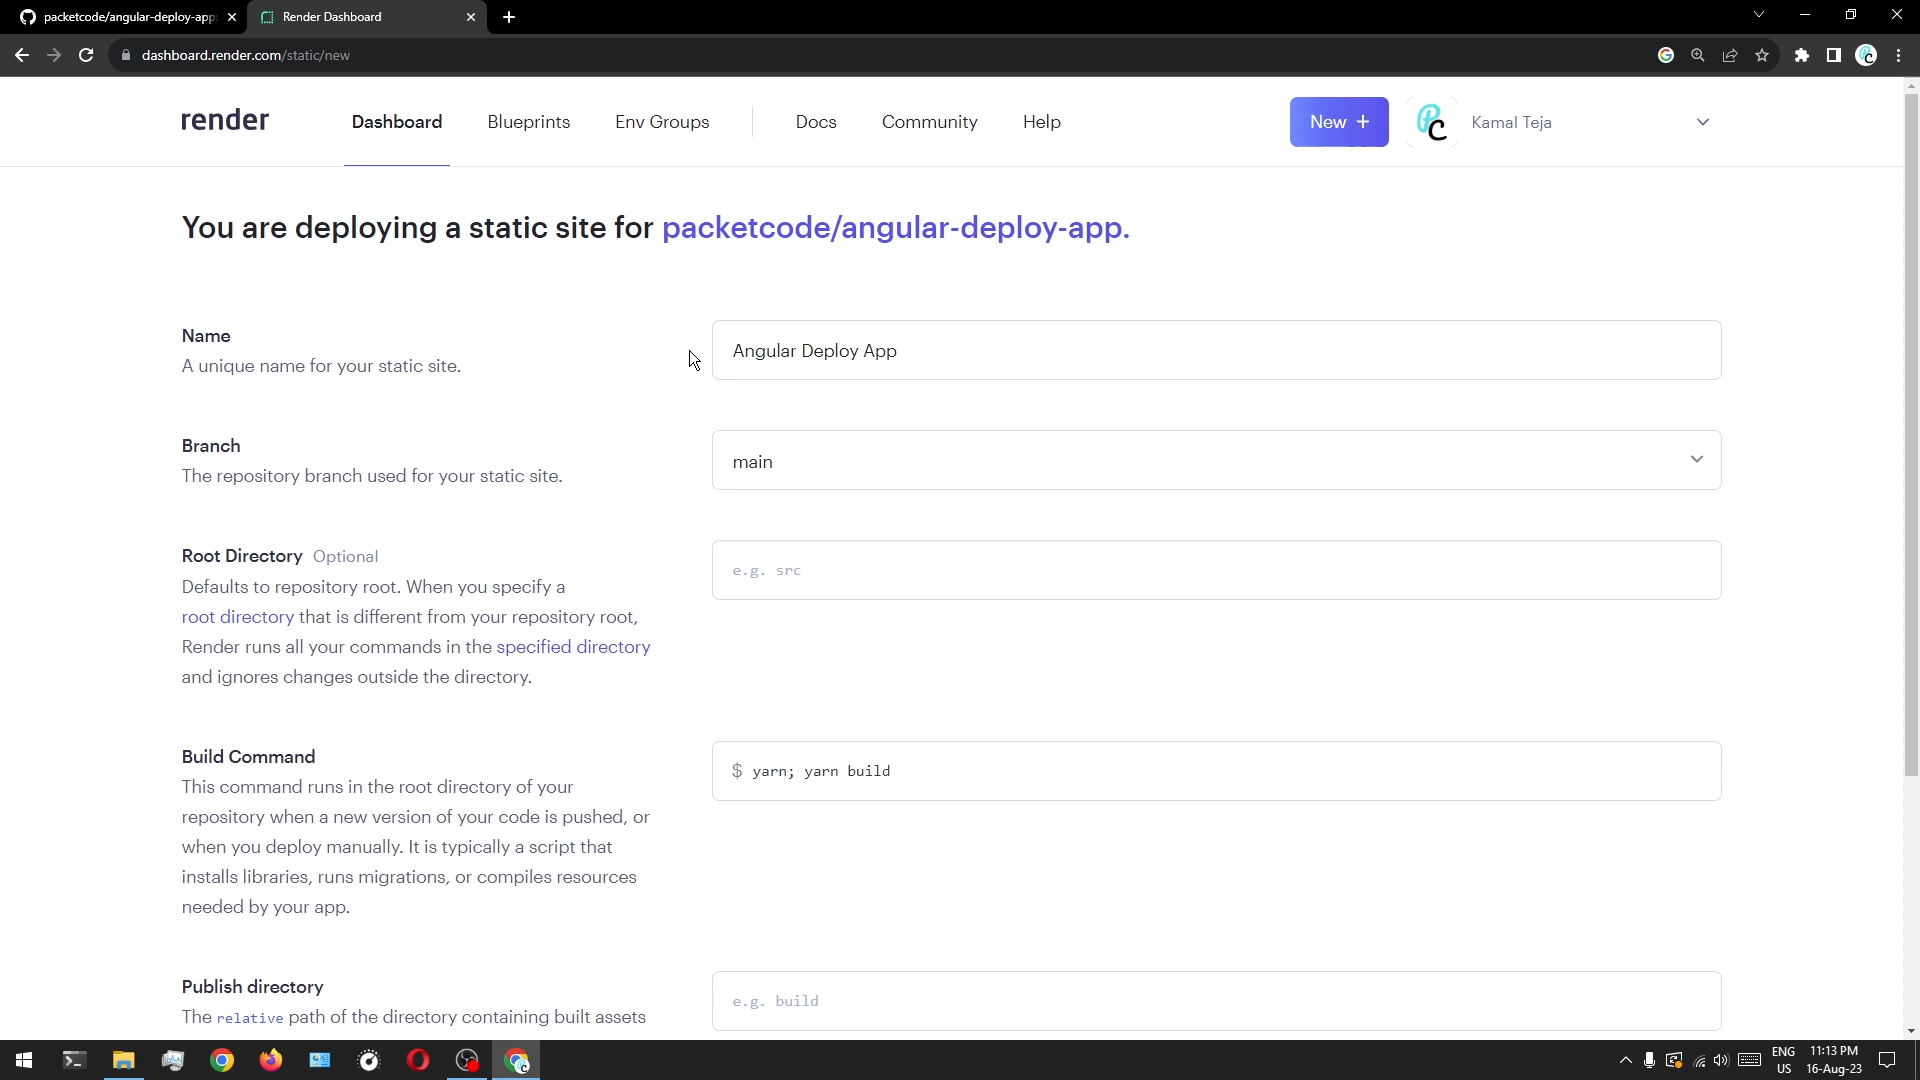 packetcode/angular-deploy-app:
Render Dashboard
dashboard.render.com/static/new
render
Dashboard
Blueprints
Env Groups
Docs
Community
Help
New +
Kamal Teja
You are deploying a static site for packetcode/angular-deploy-app.
Name
A unique name for your static site.
Angular Deploy App
Branch
The repository branch used for your static site.
main
Root Directory Optional
Defaults to repository root. When you specify a
root directory that is different from your repository root,
Render runs all your commands in the specified directory
and ignores changes outside the directory.
e.g. src
Build Command
This command runs in the root directory of your
repository when a new version of your code is pushed, or
when you deploy manually. It is typically a script that
installs libraries, runs migrations, or compiles resources
needed by your app.
$ yarn; yarn build
Publish directory
The relative path of the directory containing built assets
e.g. build
ENG
US
11:13 PM
16-Aug-23